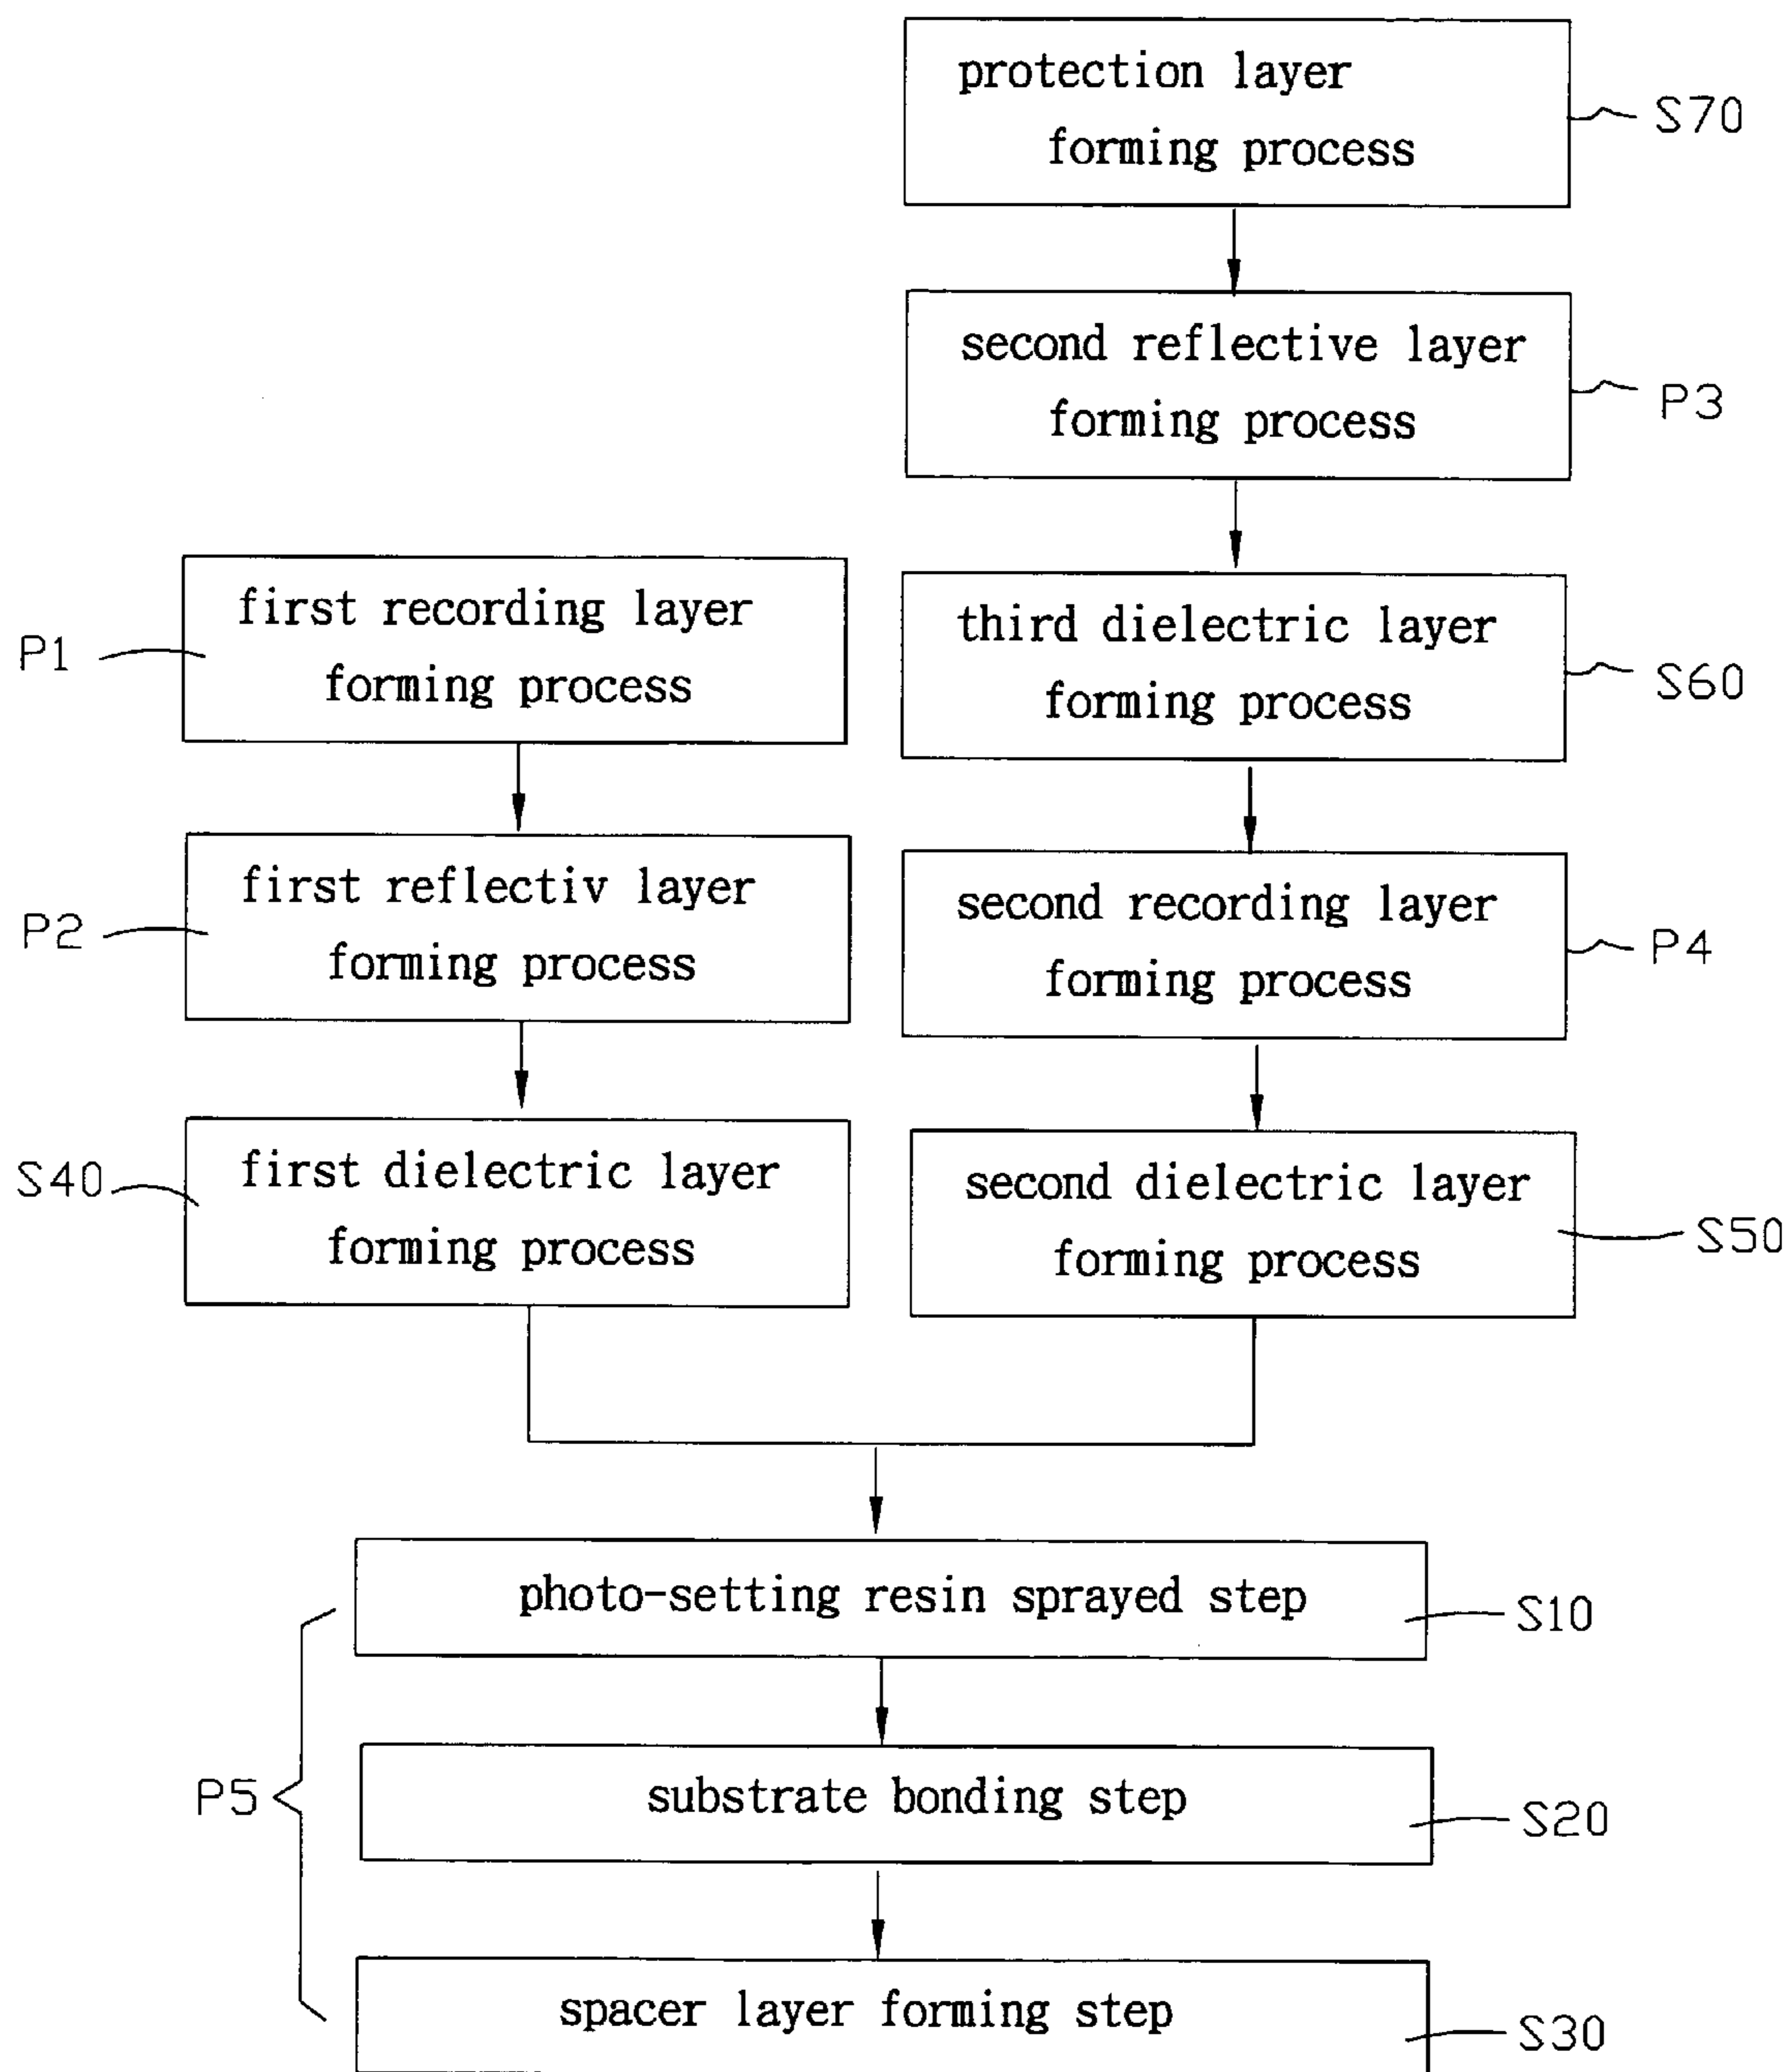 protection layer
forming process
S70
second reflective layer
forming process
P3
first recording layer
forming process
P1
third dielectric layer
forming process
S60
first reflectiv layer
forming process
P2
second recording layer
forming process
P4
first dielectric layer
forming process
S40
second dielectric layer
forming process
S50
photo-setting resin sprayed step
S10
P5
substrate bonding step
S20
spacer layer forming step
S30